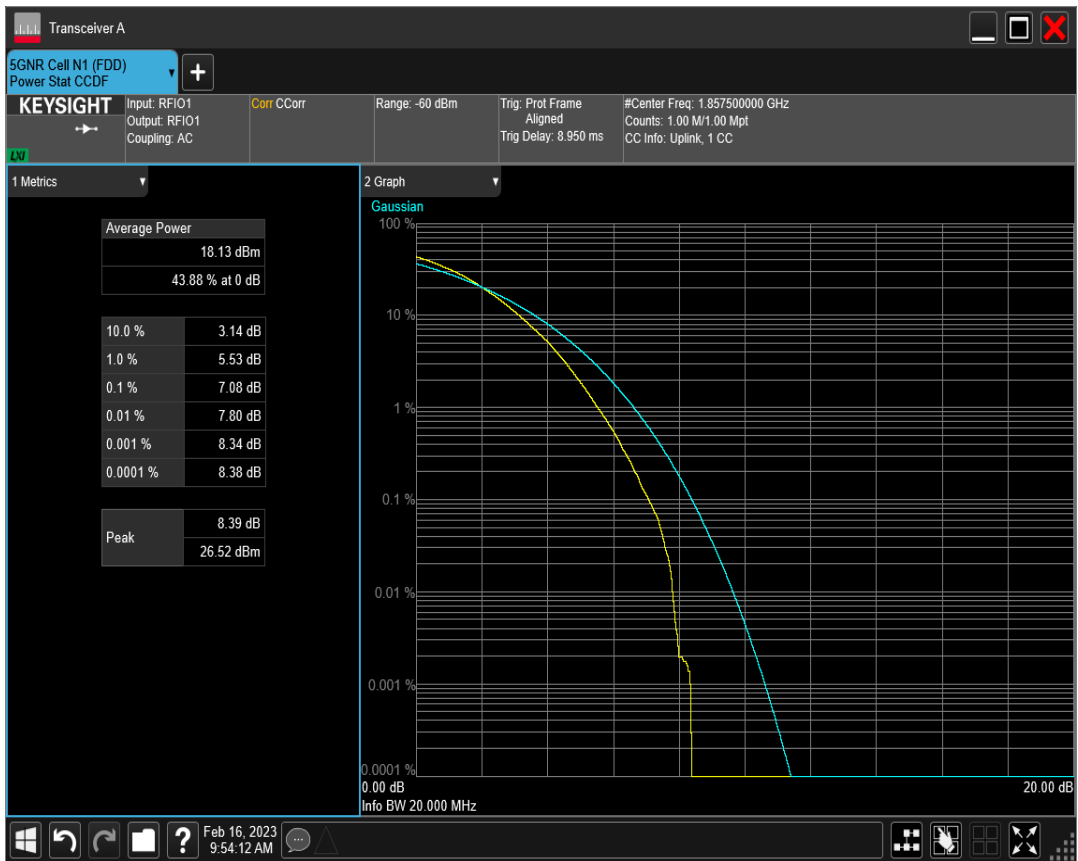 Transceiver A
5GNR Cell N1 (FDD)
Power Stat CCDF
KEYSIGHT
LXI
Input: RFIO1
Output: RFIO1
Coupling: AC
Corr CCorr
Range: -60 dBm
Trig: Prot Frame
Aligned
Trig Delay: 8.950 ms
#Center Freq: 1.857500000 GHz
Counts: 1.00 M/1.00 Mpt
CC Info: Uplink, 1 CC
1 Metrics
Average Power
18.13 dBm
43.88 % at 0 dB
10.0 % 3.14 dB
1.0 % 5.53 dB
0.1 % 7.08 dB
0.01 % 7.80 dB
0.001 % 8.34 dB
0.0001 % 8.38 dB
Peak
8.39 dB
26.52 dBm
2 Graph
Gaussian
100 %
10 %
1 %
0.1 %
0.01 %
0.001 %
0.0001 %
0.00 dB 20.00 dB
Info BW 20.000 MHz
Feb 16, 2023
9:54:12 AM